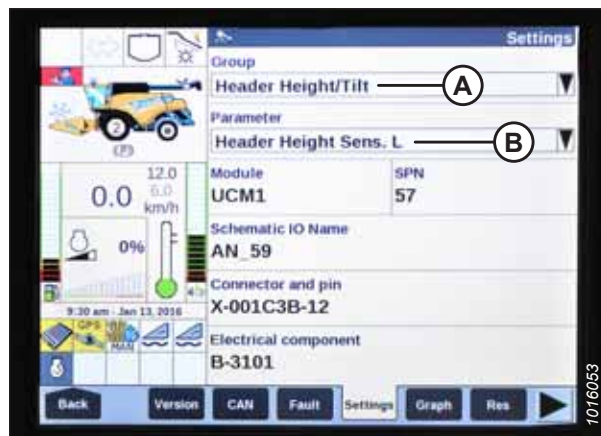 Settings
Group
Header Height/Tilt
A
Parameter
Header Height Sens. L
B
(P)
Module
SPN
UCM1
57
12.0
6.0
0.0
km/h
Schematic IO Name
AN_59
0%
Connector and pin
X-001C3B-12
9:30 am - Jan 13, 2016
GPS
MAN
Electrical component
B-3101
Back
Version
CAN
Fault
Settings
Graph
Res
1016053